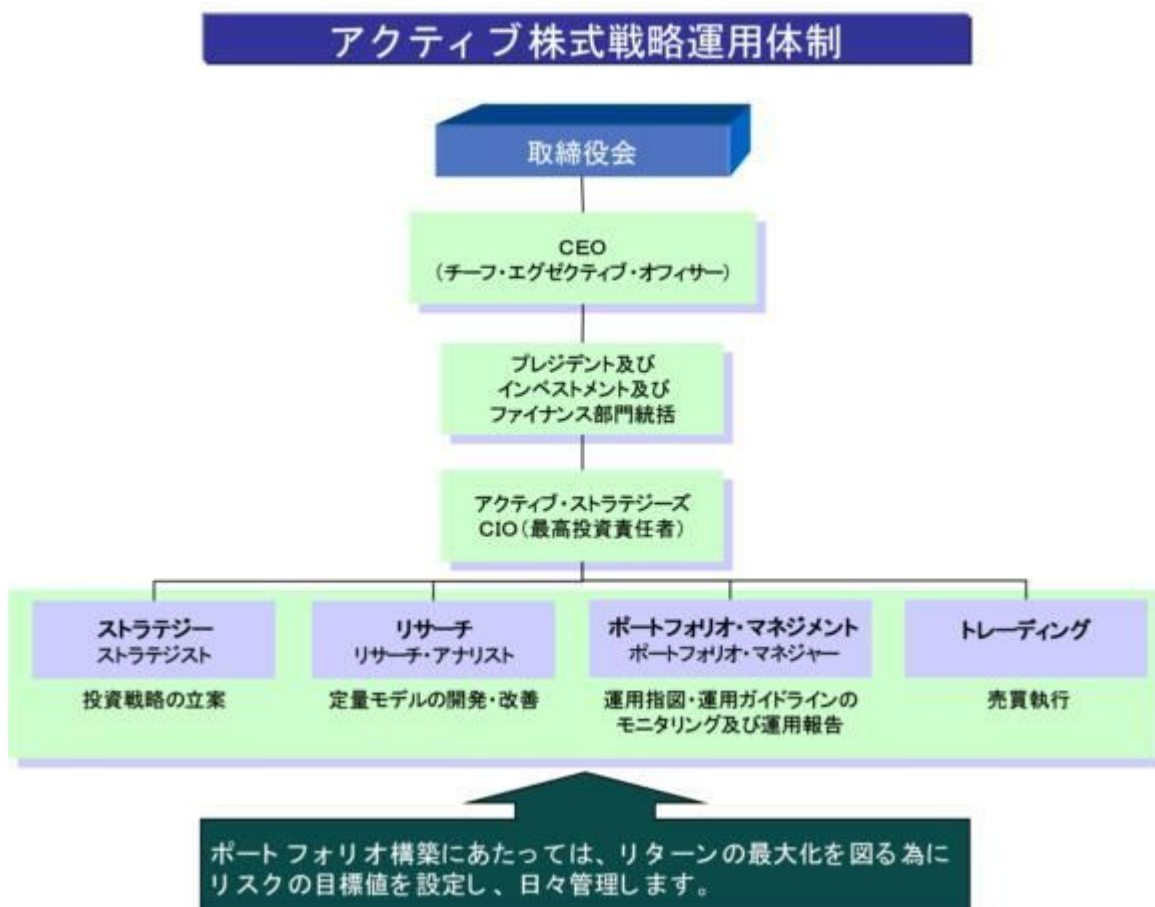 アクティブ株式戦略運用体制
取締役会
CEO
(チーフ・エグゼクティブ・オフィサー)
プレジデント及び
インベストメント及び
ファイナンス部門統括
アクティブ・ストラテジーズ
CIO(最高投資責任者)
ストラテジー
ストラテジスト
投資戦略の立案
リサーチ
リサーチ・アナリスト
定量モデルの開発・改善
ポートフォリオ・マネジメント
ポートフォリオ・マネジャー
運用指図・運用ガイドラインの
モニタリング及び運用報告
トレーディング
売買執行
ポートフォリオ構築にあたっては、リターンの最大化を図る為に
リスクの目標値を設定し、日々管理します。